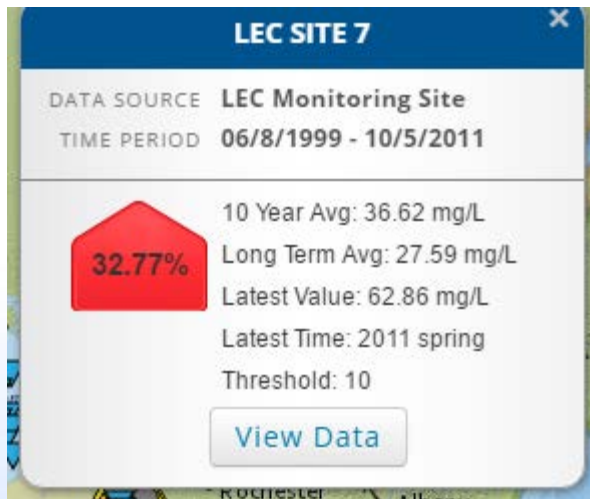 LEC SITE 7
×
DATA SOURCE LEC Monitoring Site
TIME PERIOD 06/8/1999 - 10/5/2011
10 Year Avg: 36.62 mg/L
32.77% Long Term Avg: 27.59 mg/L
Latest Value: 62.86 mg/L
Latest Time: 2011 spring
Threshold: 10
View Data
Rochester